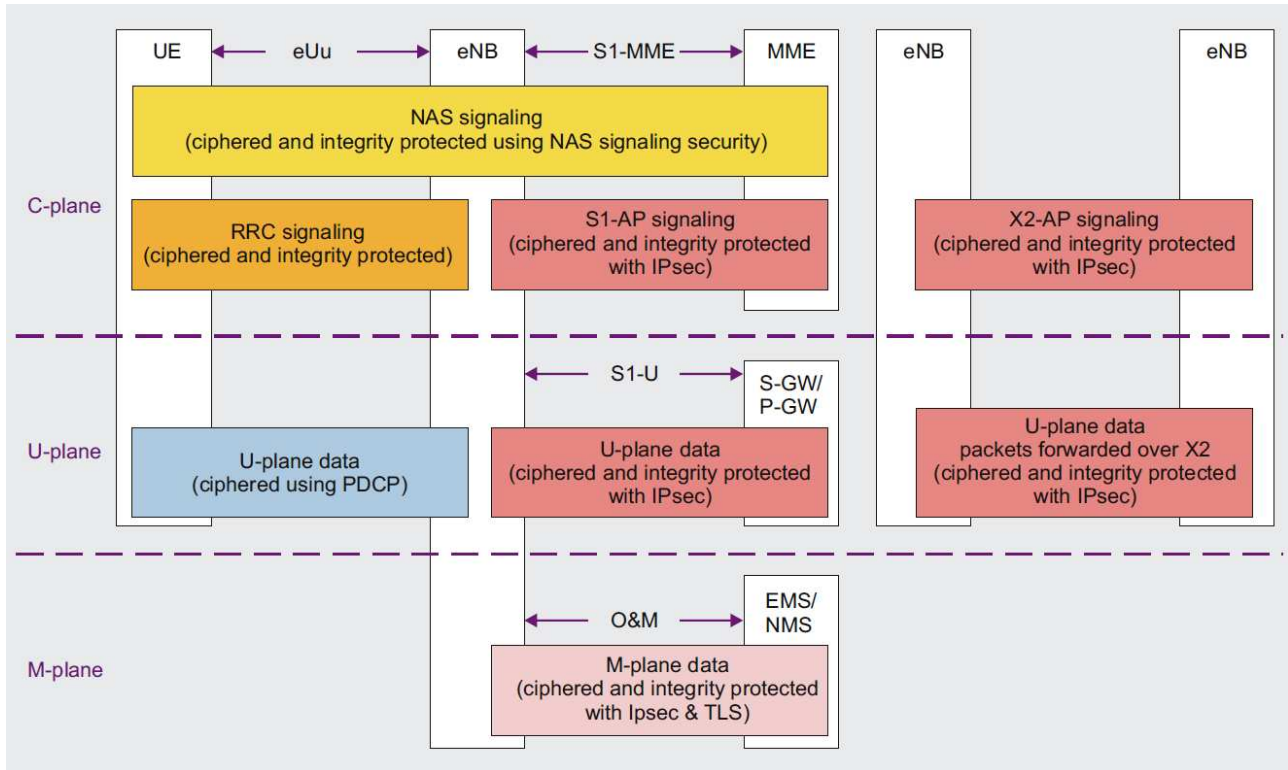 UE
eUu
eNB
S1-MME
MME
eNB
eNB
NAS signaling
(ciphered and integrity protected using NAS signaling security)
C-plane
RRC signaling
(ciphered and integrity protected)
S1-AP signaling
(ciphered and integrity protected
with IPsec)
X2-AP signaling
(ciphered and integrity protected
with IPsec)
S1-U
S-GW/
P-GW
U-plane
U-plane data
(ciphered using PDCP)
U-plane data
(ciphered and integrity protected
with IPsec)
U-plane data
packets forwarded over X2
(ciphered and integrity protected
with IPsec)
O&M
EMS/
NMS
M-plane
M-plane data
(ciphered and integrity protected
with Ipsec & TLS)